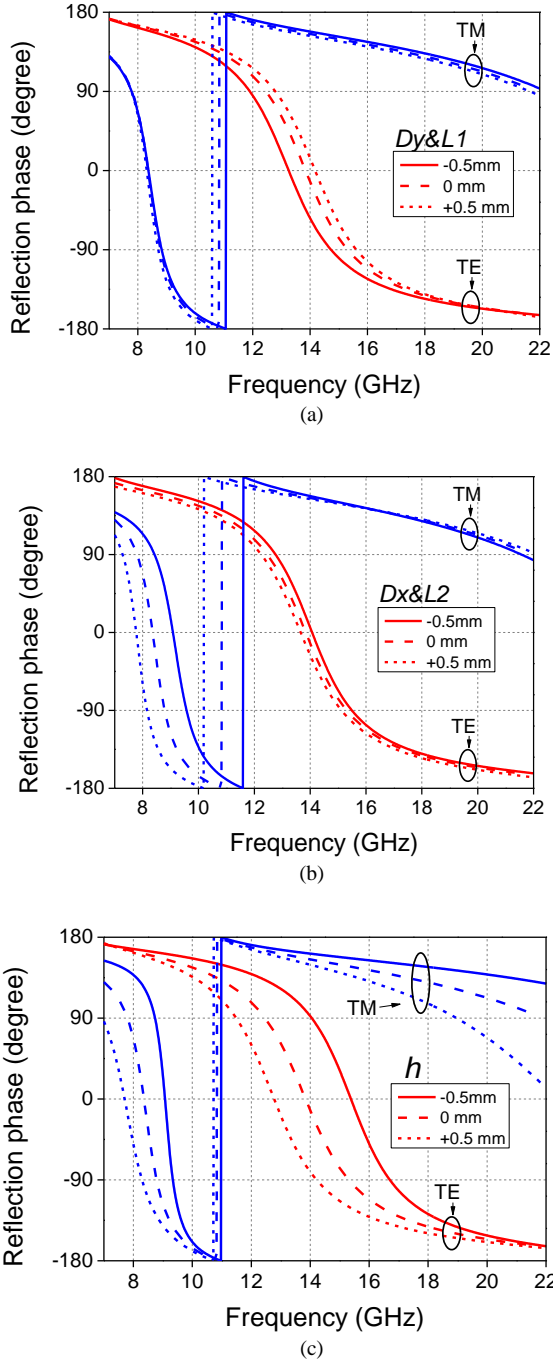 180
90
0
-90
-180
Reflection phase (degree)
TM
Dy&L1
-0.5mm
0 mm
+0.5 mm
TE
8 10 12 14 16 18 20 22
Frequency (GHz)
(a)
180
90
0
-90
-180
Reflection phase (degree)
TM
Dx&L2
-0.5mm
0 mm
+0.5 mm
TE
8 10 12 14 16 18 20 22
Frequency (GHz)
(b)
180
90
0
-90
-180
Reflection phase (degree)
TM
h
-0.5mm
0 mm
+0.5 mm
TE
8 10 12 14 16 18 20 22
Frequency (GHz)
(c)